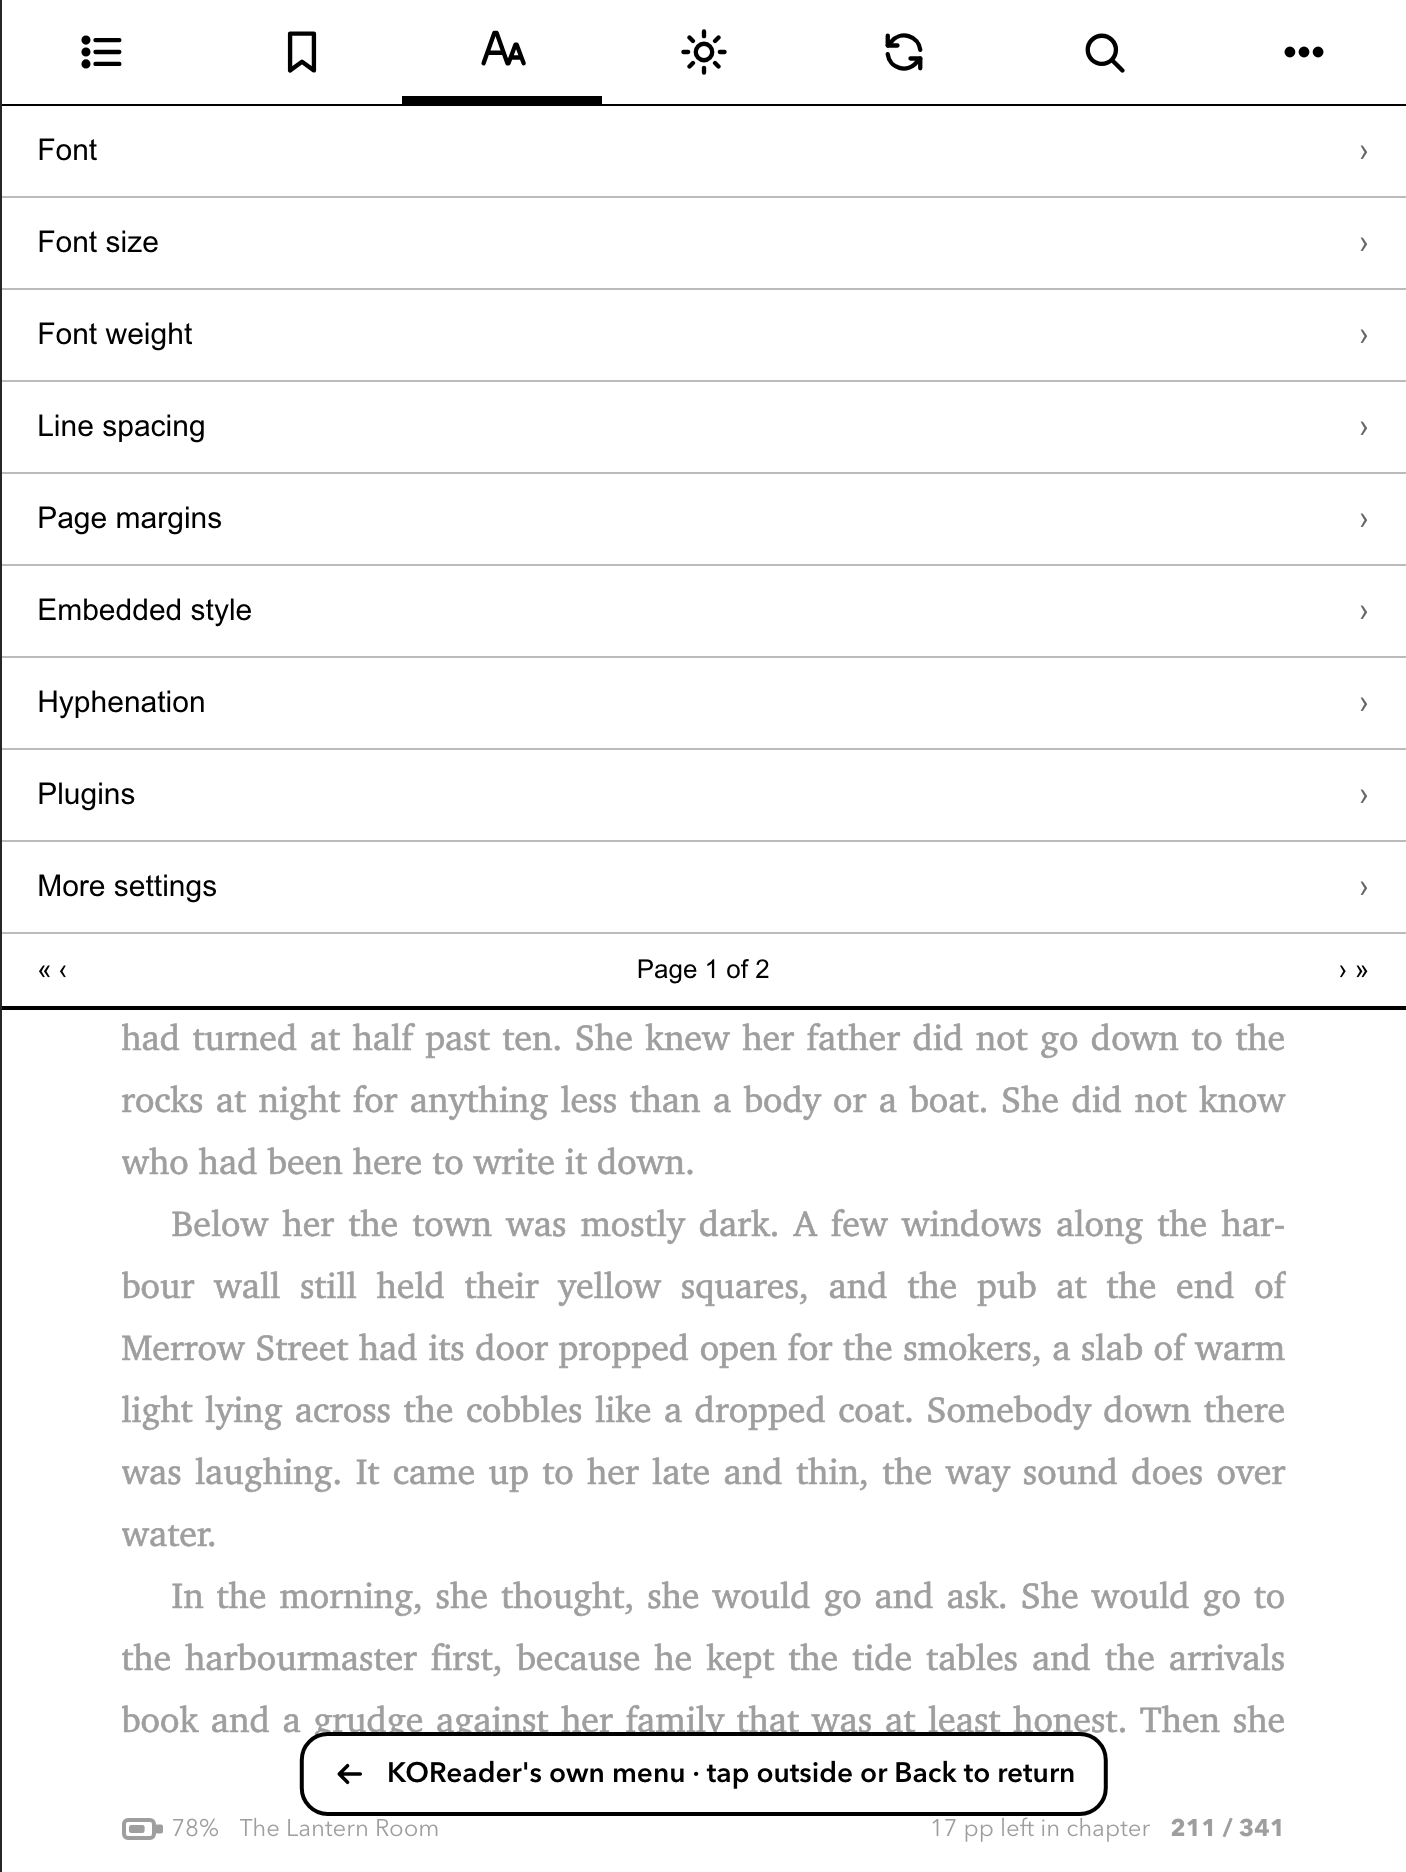 AA
Font ›
Font size ›
Font weight ›
Line spacing ›
Page margins ›
Embedded style ›
Hyphenation ›
Plugins ›
More settings ›
« ‹ Page 1 of 2 › »
had turned at half past ten. She knew her father did not go down to the
rocks at night for anything less than a body or a boat. She did not know
who had been here to write it down.
Below her the town was mostly dark. A few windows along the har-
bour wall still held their yellow squares, and the pub at the end of
Merrow Street had its door propped open for the smokers, a slab of warm
light lying across the cobbles like a dropped coat. Somebody down there
was laughing. It came up to her late and thin, the way sound does over
water.
In the morning, she thought, she would go and ask. She would go to
the harbourmaster first, because he kept the tide tables and the arrivals
book and a grudge against her family that was at least honest. Then she
← KOReader's own menu · tap outside or Back to return
78% The Lantern Room 17 pp left in chapter 211 / 341